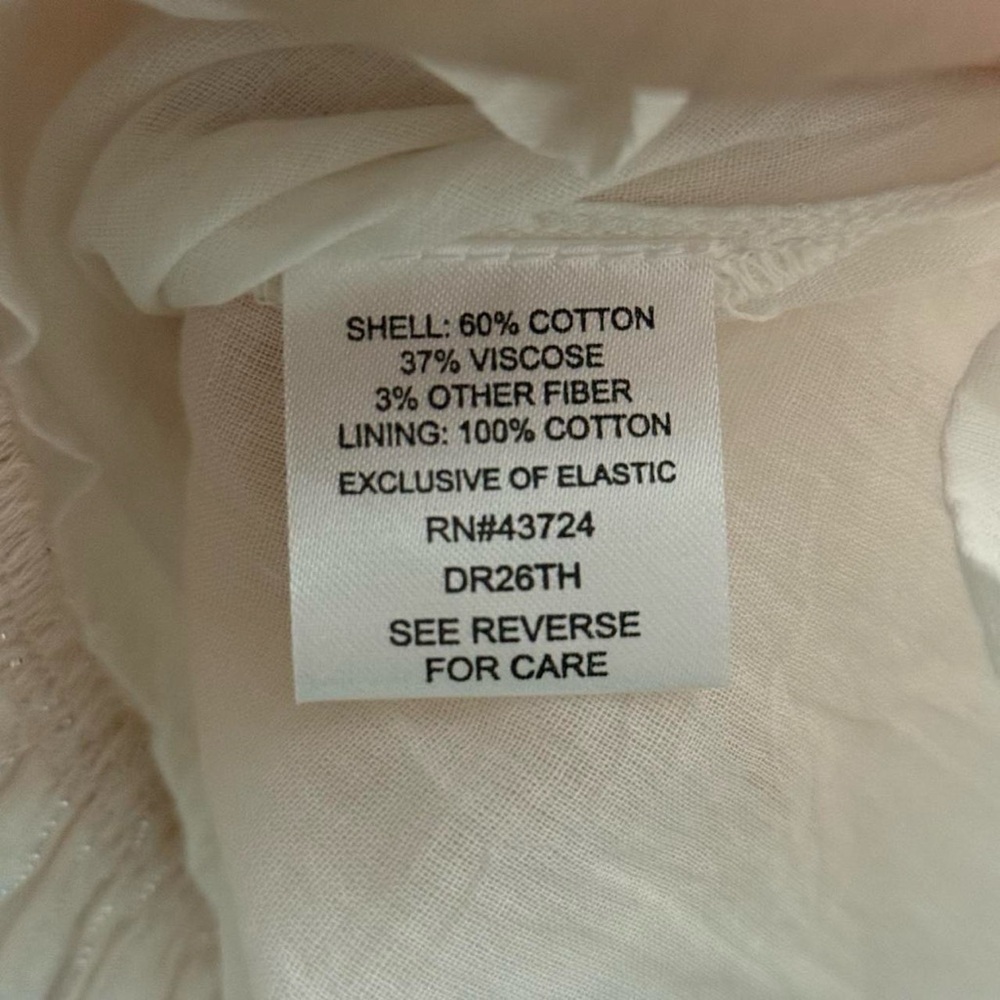 SHELL: 60% COTTON
37% VISCOSE
3% OTHER FIBER
LINING: 100% COTTON
EXCLUSIVE OF ELASTIC
RN#43724
DR26TH
SEE REVERSE
FOR CARE